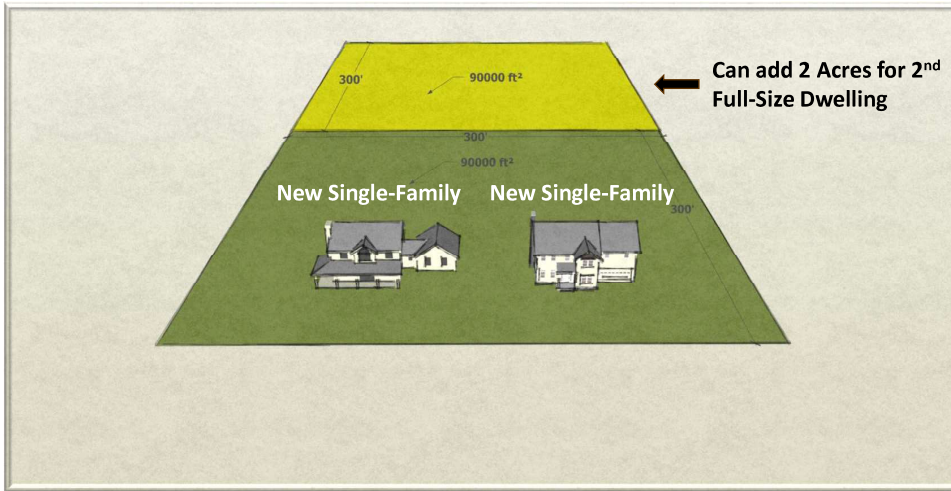 Can add 2 Acres for 2nd
Full-Size Dwelling
300'
90000 ft²
300'
90000 ft²
New Single-Family
New Single-Family
300'